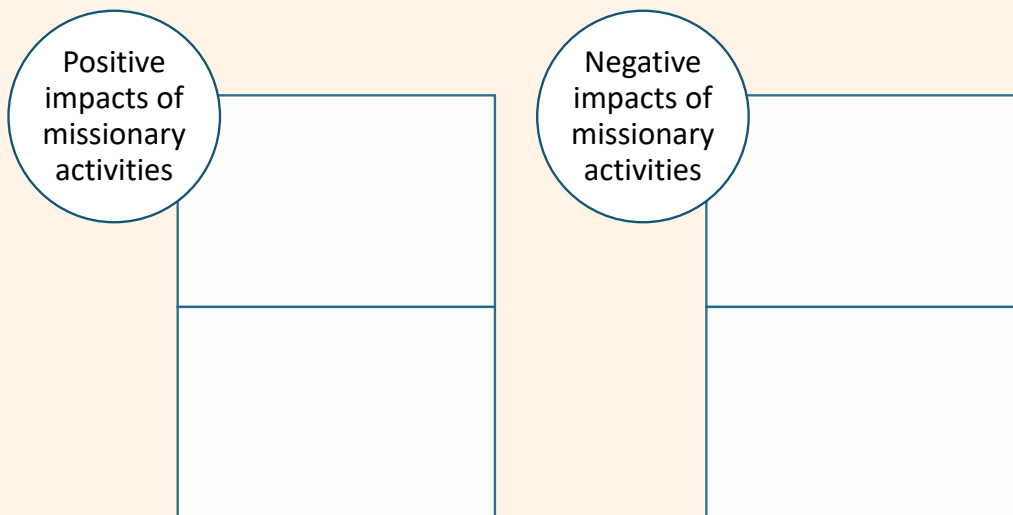 Positive
impacts of
missionary
activities
Negative
impacts of
missionary
activities